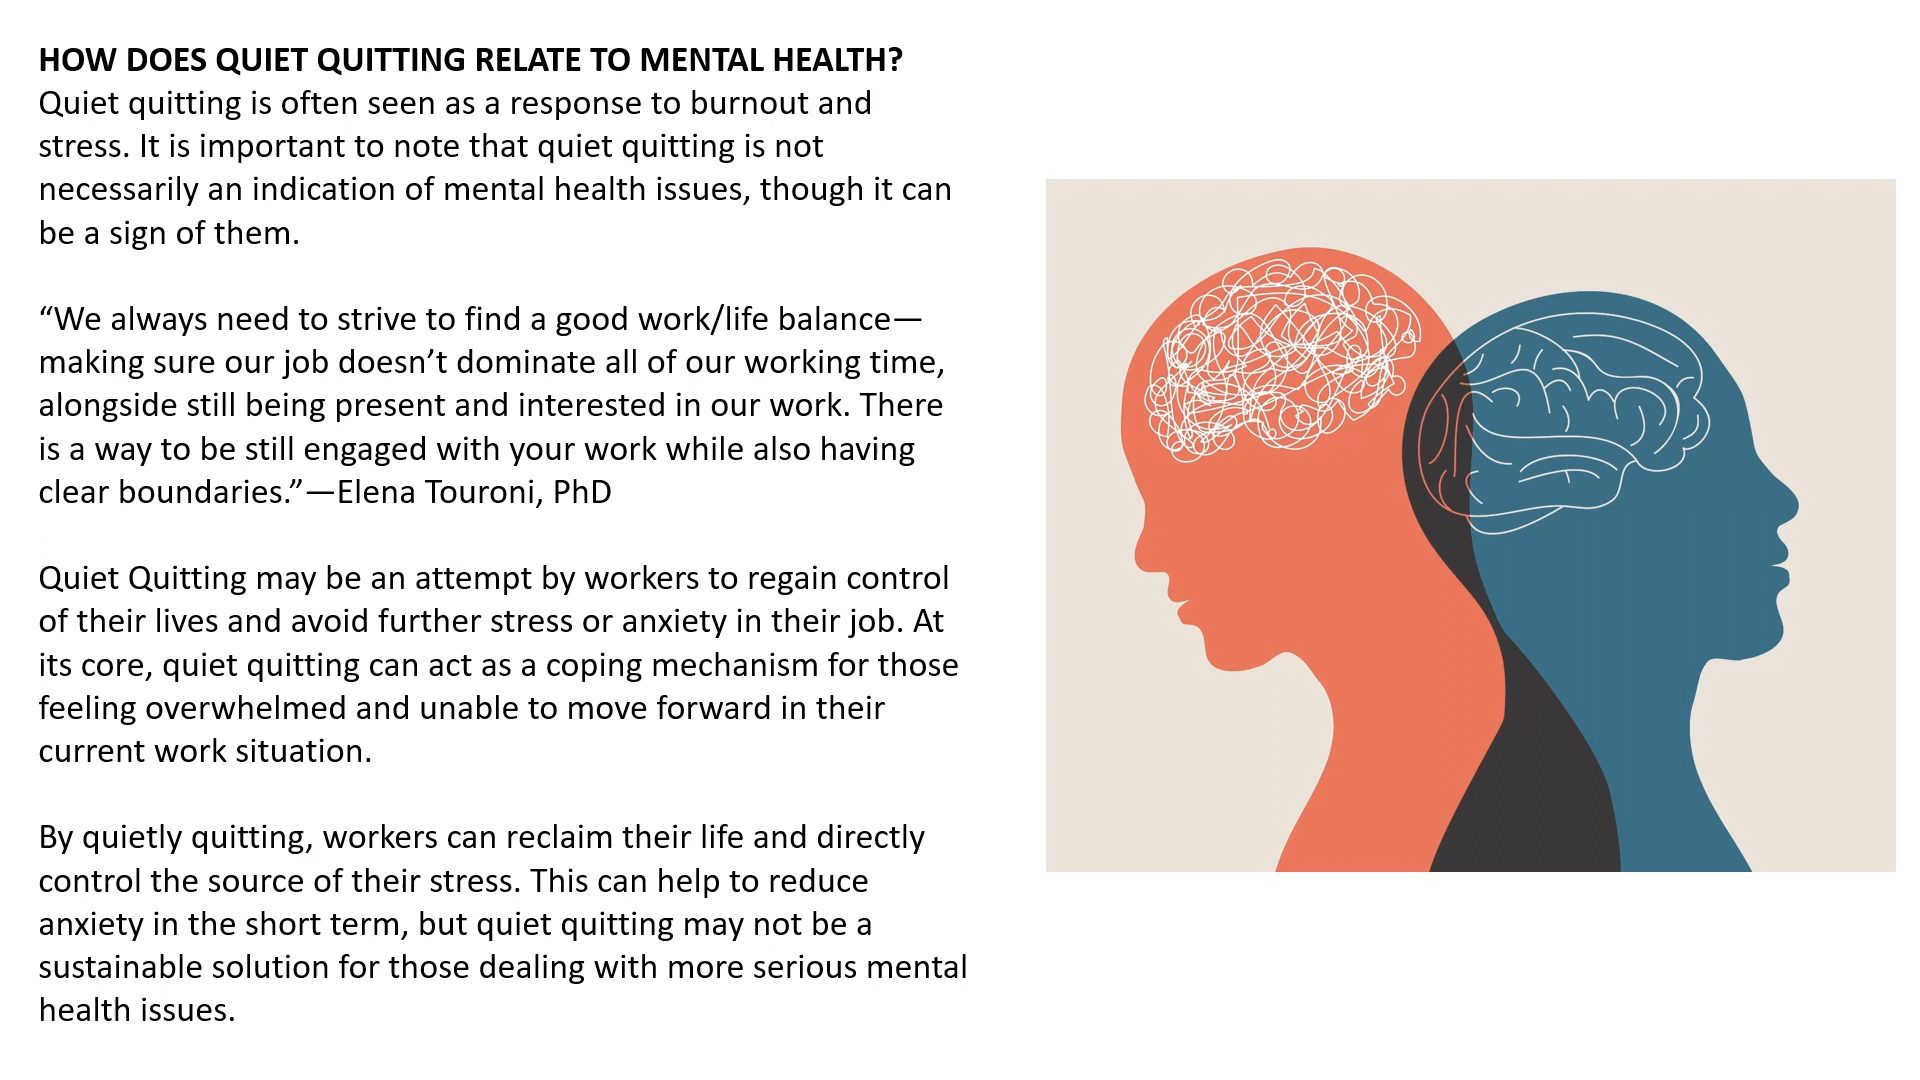 HOW DOES QUIET QUITTING RELATE TO MENTAL HEALTH?
Quiet quitting is often seen as a response to burnout and
stress. It is important to note that quiet quitting is not
necessarily an indication of mental health issues, though it can
be a sign of them.
“We always need to strive to find a good work/life balance—
making sure our job doesn’t dominate all of our working time,
alongside still being present and interested in our work. There
is a way to be still engaged with your work while also having
clear boundaries.”—Elena Touroni, PhD
Quiet Quitting may be an attempt by workers to regain control
of their lives and avoid further stress or anxiety in their job. At
its core, quiet quitting can act as a coping mechanism for those
feeling overwhelmed and unable to move forward in their
current work situation.
By quietly quitting, workers can reclaim their life and directly
control the source of their stress. This can help to reduce
anxiety in the short term, but quiet quitting may not be a
sustainable solution for those dealing with more serious mental
health issues.